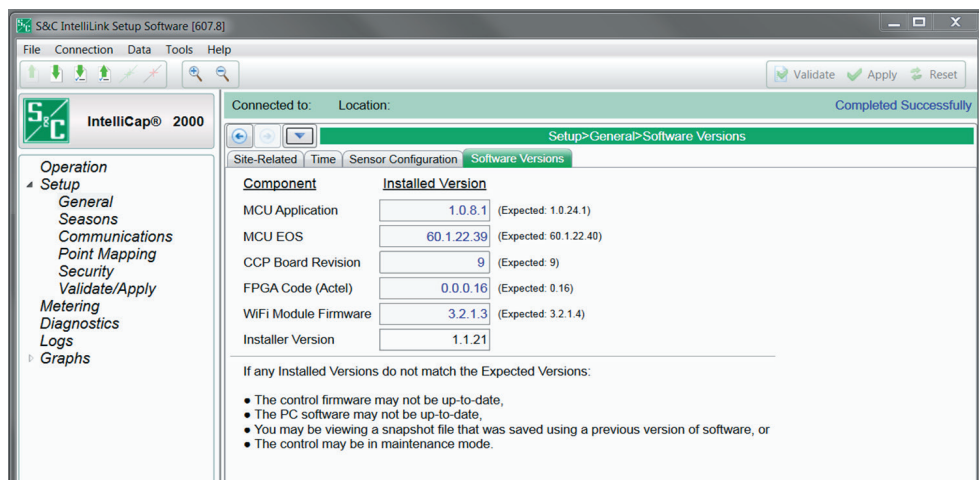 S&C IntelliLink Setup Software [607.8]
File Connection Data Tools Help
Validate Apply Reset
S&C
IntelliCap® 2000
Operation
Setup
General
Seasons
Communications
Point Mapping
Security
Validate/Apply
Metering
Diagnostics
Logs
Graphs
Connected to: Location: Completed Successfully
Setup>General>Software Versions
Site-Related Time Sensor Configuration Software Versions
Component Installed Version
MCU Application 1.0.8.1 (Expected: 1.0.24.1)
MCU EOS 60.1.22.39 (Expected: 60.1.22.40)
CCP Board Revision 9 (Expected: 9)
FPGA Code (Actel) 0.0.0.16 (Expected: 0.16)
WiFi Module Firmware 3.2.1.3 (Expected: 3.2.1.4)
Installer Version 1.1.21
If any Installed Versions do not match the Expected Versions:
● The control firmware may not be up-to-date,
● The PC software may not be up-to-date,
● You may be viewing a snapshot file that was saved using a previous version of software, or
● The control may be in maintenance mode.